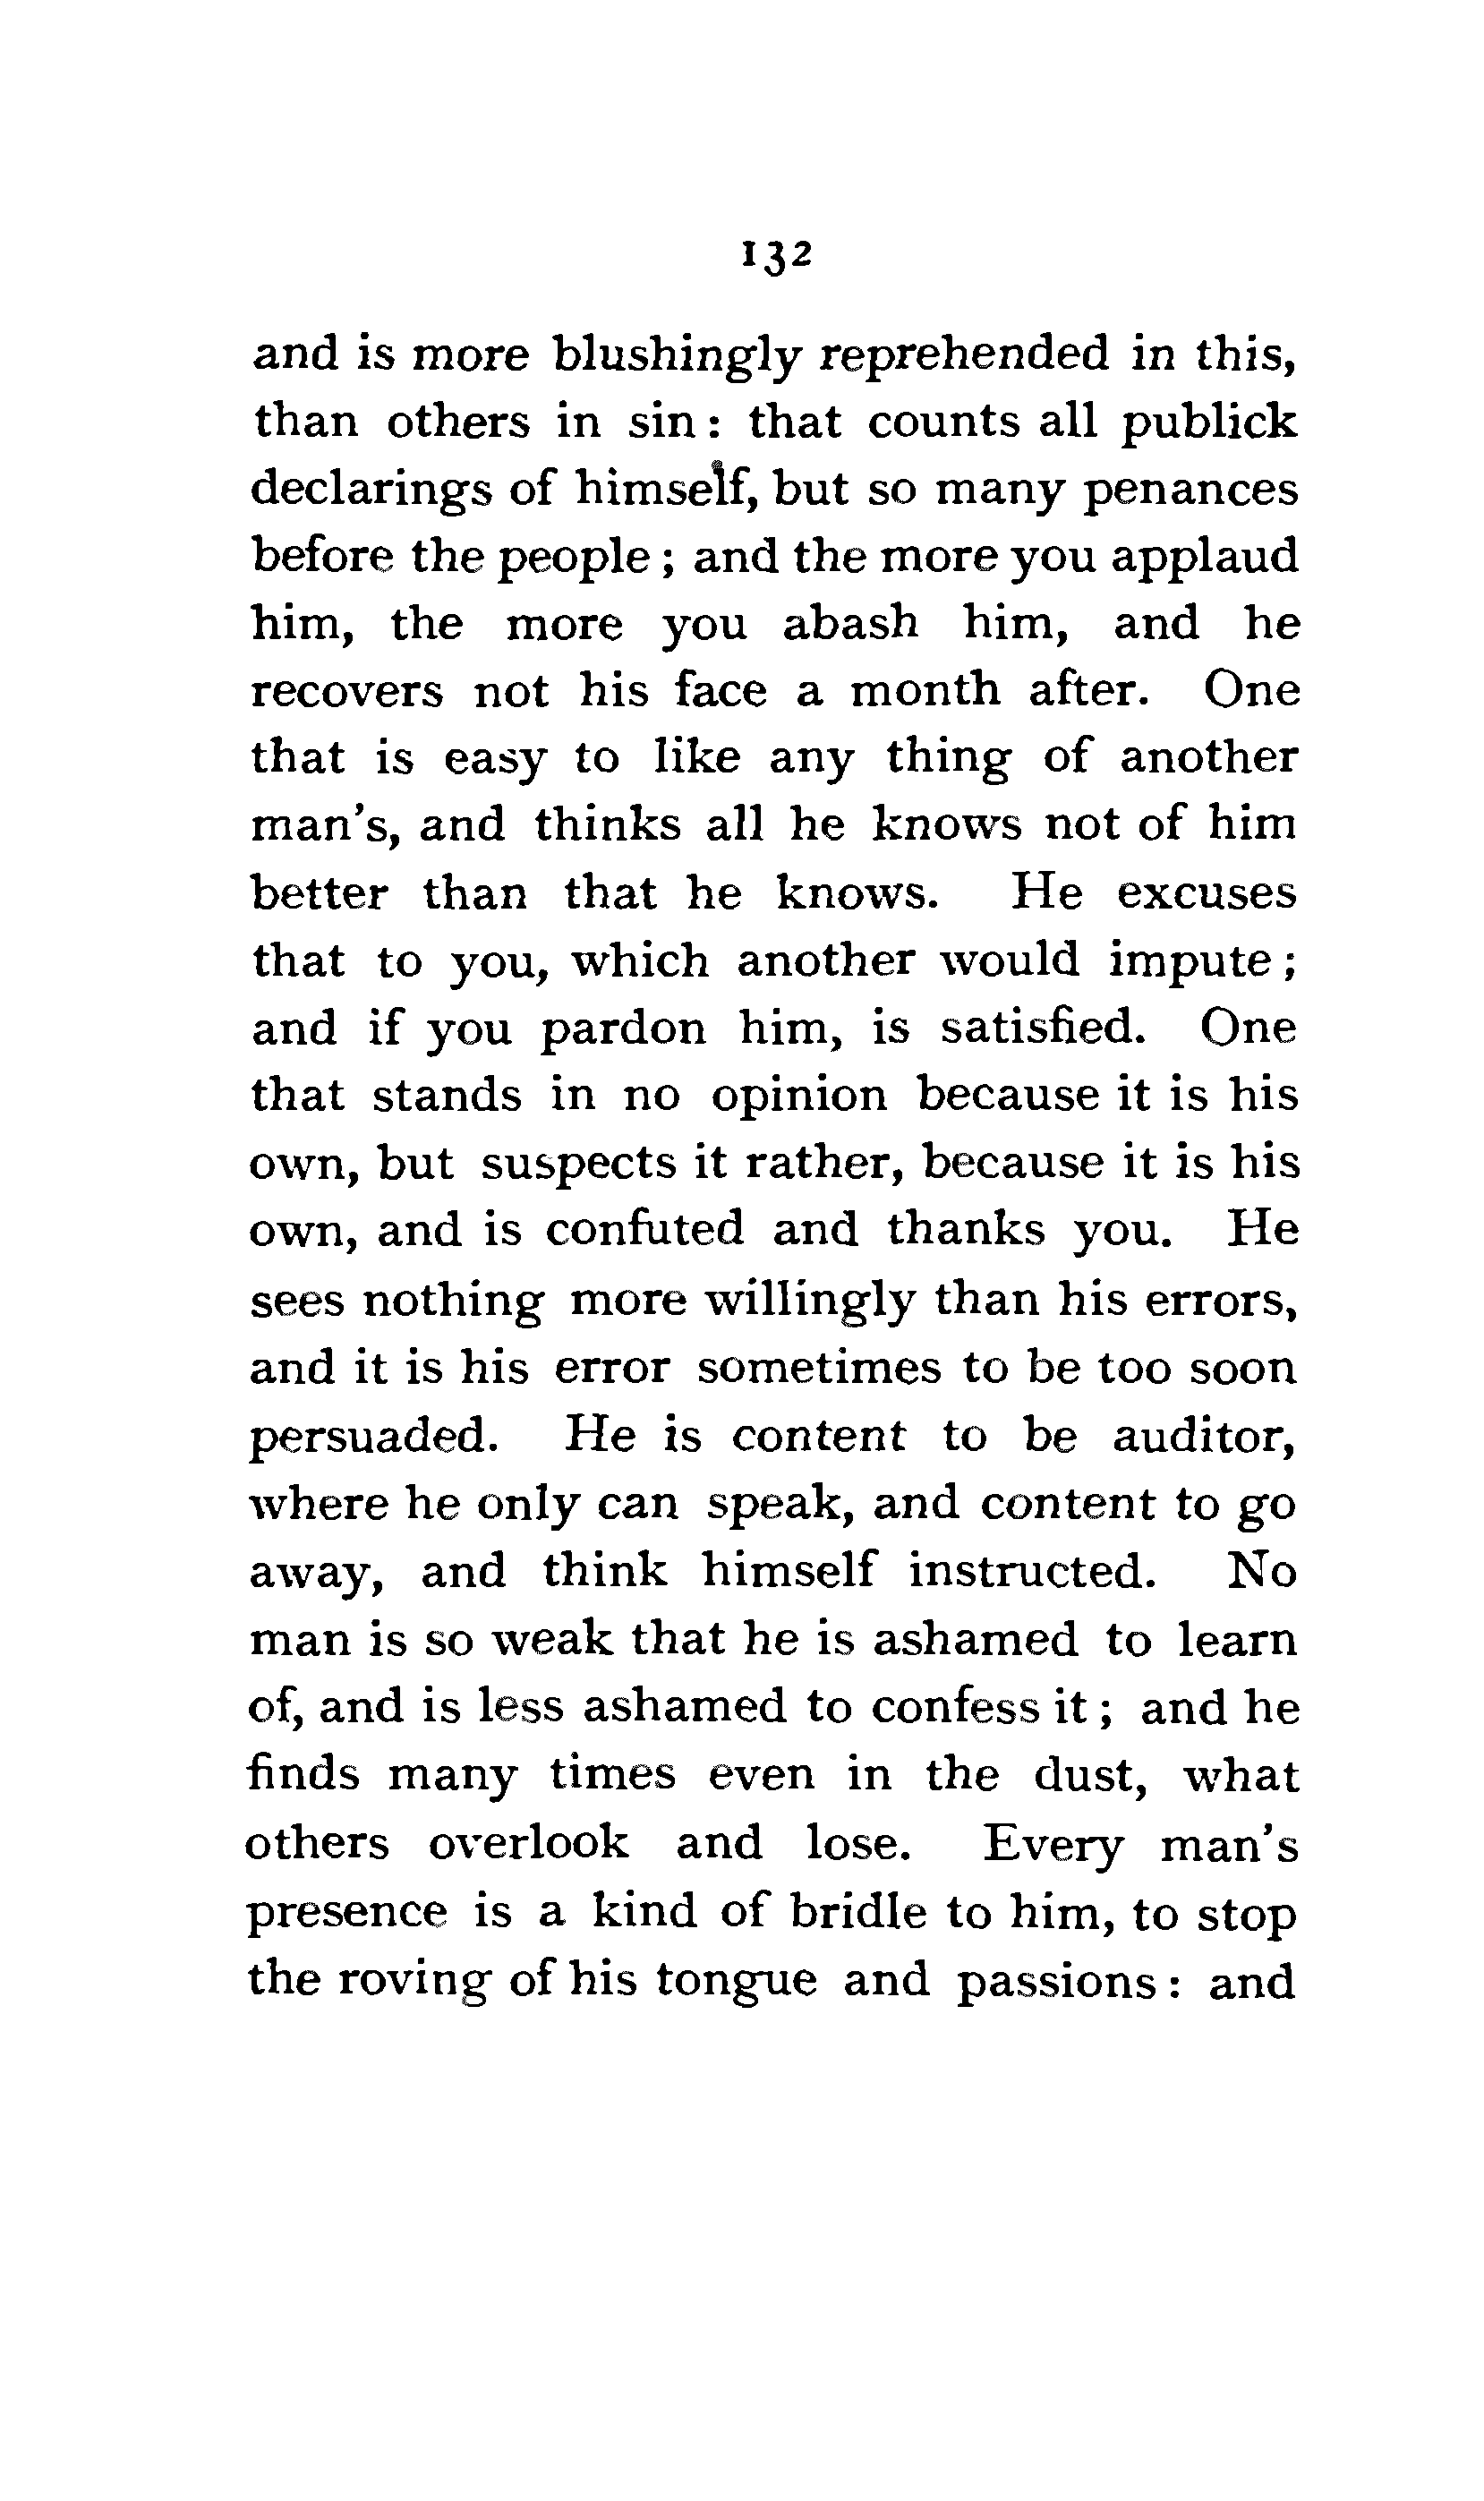 132
and is more blushingly reprehended in this,
than others in sin : that counts all publick
declarings of himself, but so many penances
before the people ; and the more you applaud
him, the more you abash him, and he
recovers not his face a month after. One
that is easy to like any thing of another
man's, and thinks all he knows not of him
better than that he knows. He excuses
that to you, which another would impute ;
and if you pardon him, is satisfied. One
that stands in no opinion because it is his
own, but suspects it rather, because it is his
own, and is confuted and thanks you. He
sees nothing more willingly than his errors,
and it is his error sometimes to be too soon
persuaded. He is content to be auditor,
where he only can speak, and content to go
away, and think himself instructed. No
man is so weak that he is ashamed to learn
of, and is less ashamed to confess it ; and he
finds many times even in the dust, what
others overlook and lose. Every man's
presence is a kind of bridle to him, to stop
the roving of his tongue and passions : and